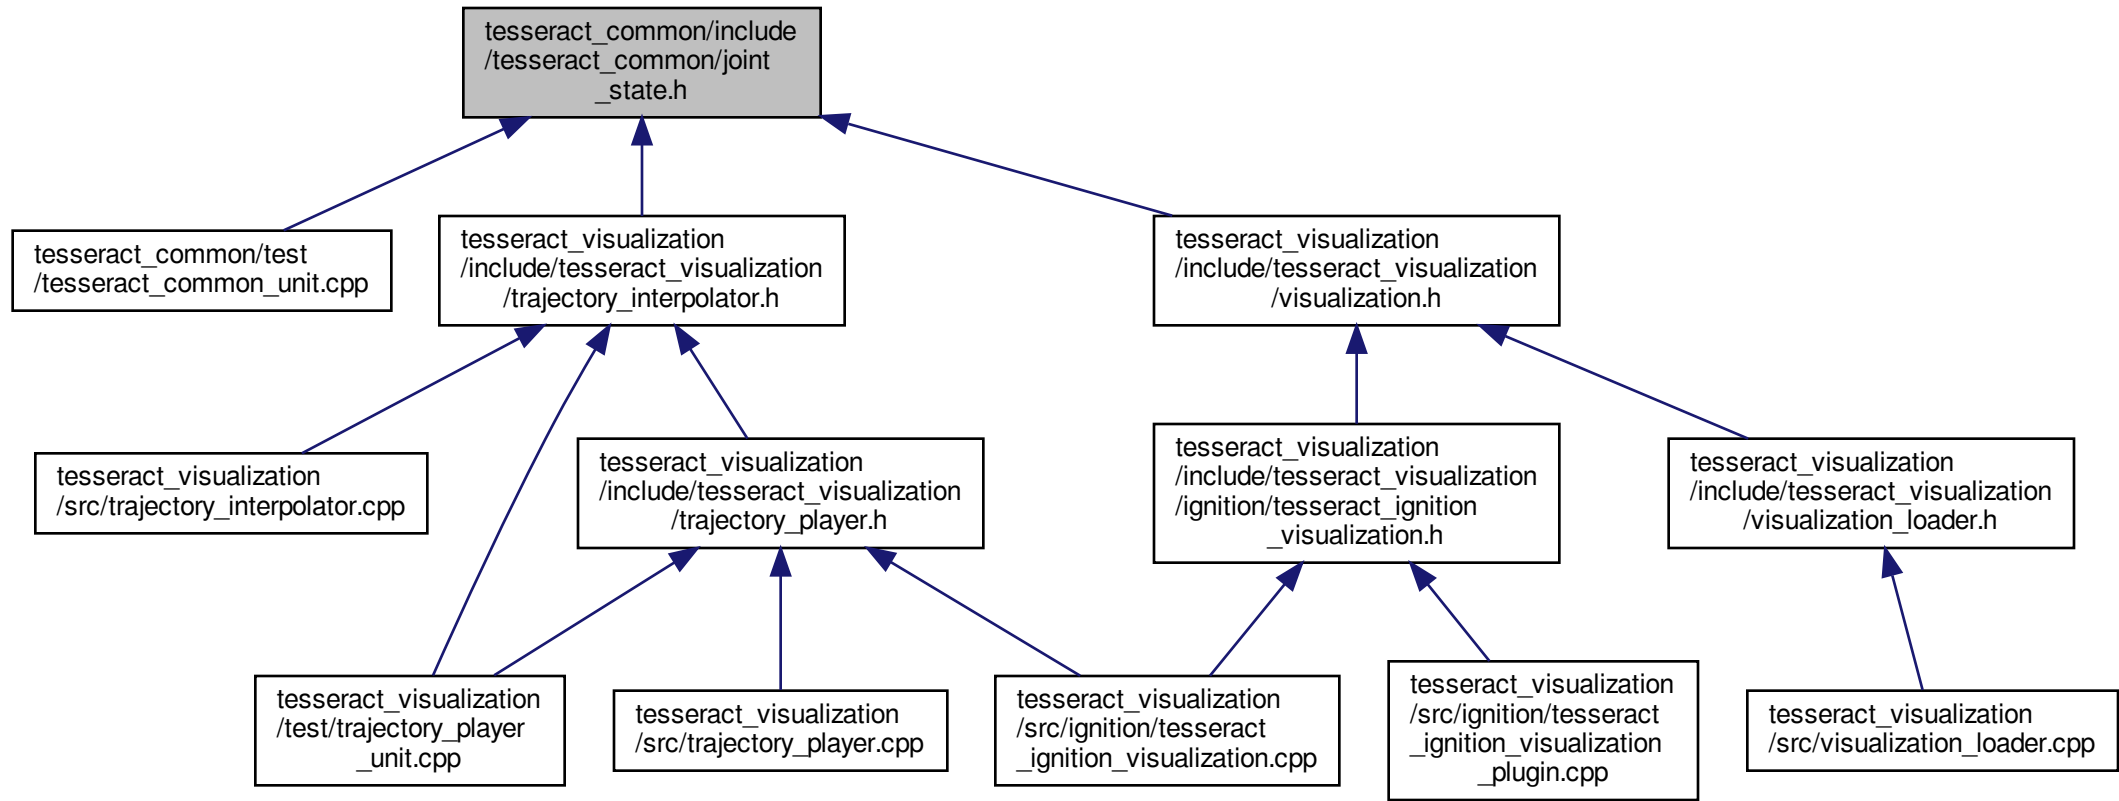 tesseract_common/include
/tesseract_common/joint
_state.h
tesseract_common/test
/tesseract_common_unit.cpp
tesseract_visualization
/include/tesseract_visualization
/trajectory_interpolator.h
tesseract_visualization
/include/tesseract_visualization
/visualization.h
tesseract_visualization
/src/trajectory_interpolator.cpp
tesseract_visualization
/include/tesseract_visualization
/trajectory_player.h
tesseract_visualization
/include/tesseract_visualization
/ignition/tesseract_ignition
_visualization.h
tesseract_visualization
/include/tesseract_visualization
/visualization_loader.h
tesseract_visualization
/test/trajectory_player
_unit.cpp
tesseract_visualization
/src/trajectory_player.cpp
tesseract_visualization
/src/ignition/tesseract
_ignition_visualization.cpp
tesseract_visualization
/src/ignition/tesseract
_ignition_visualization
_plugin.cpp
tesseract_visualization
/src/visualization_loader.cpp